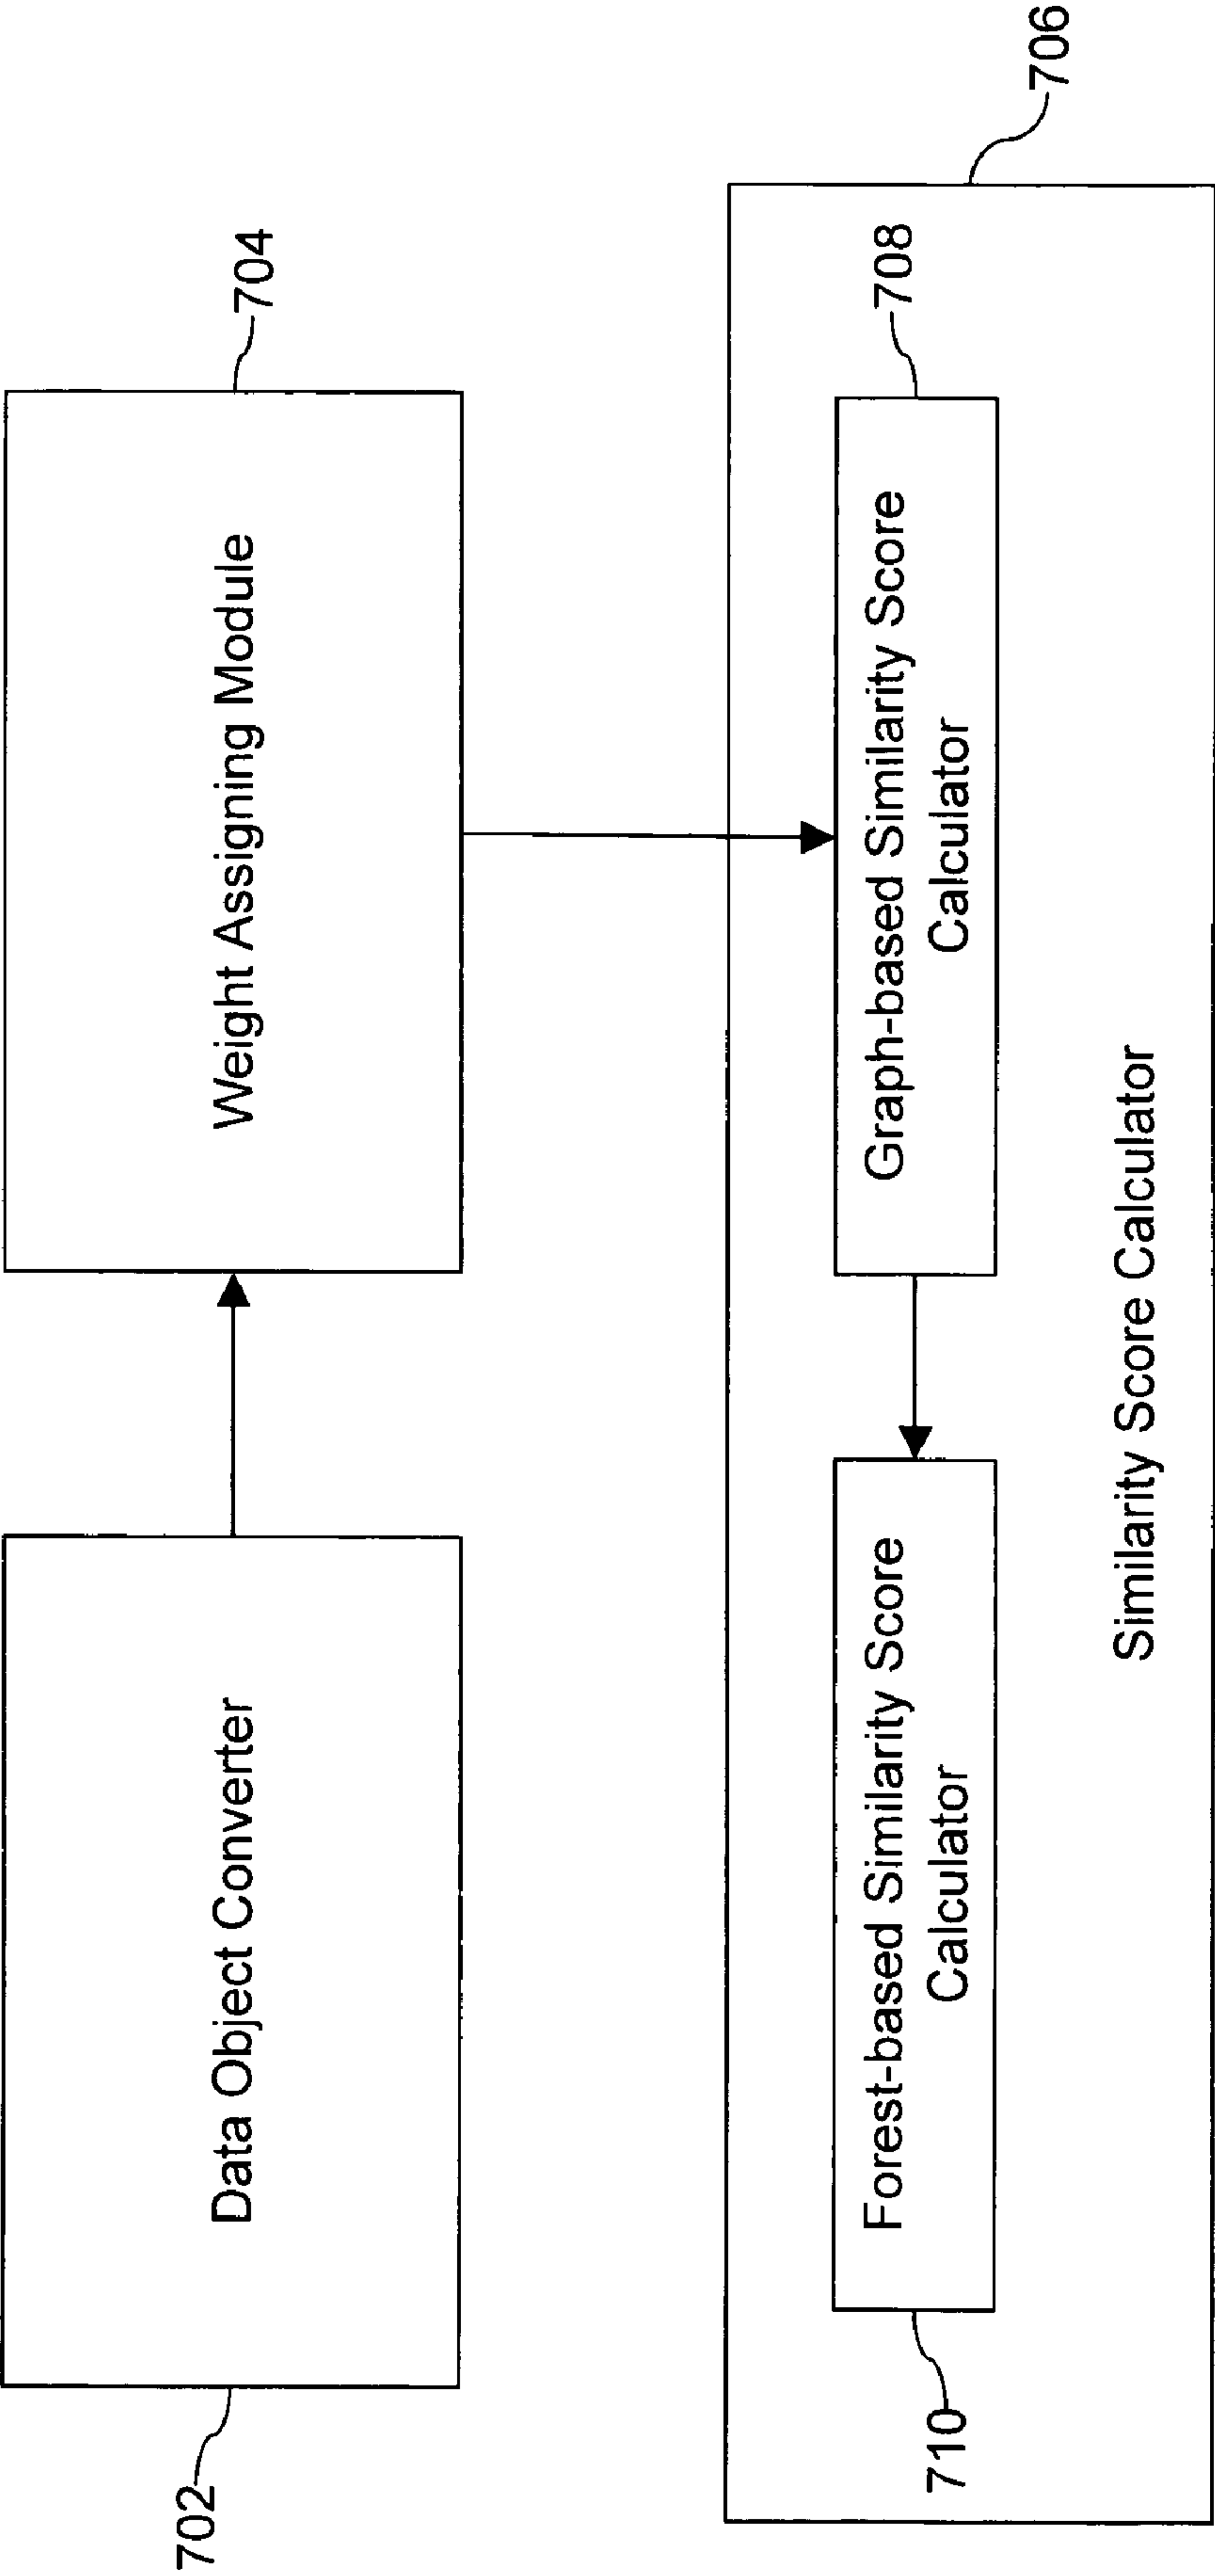 702
Data Object Converter
Weight Assigning Module
704
706
Graph-based Similarity Score
Calculator
708
Forest-based Similarity Score
Calculator
710
Similarity Score Calculator